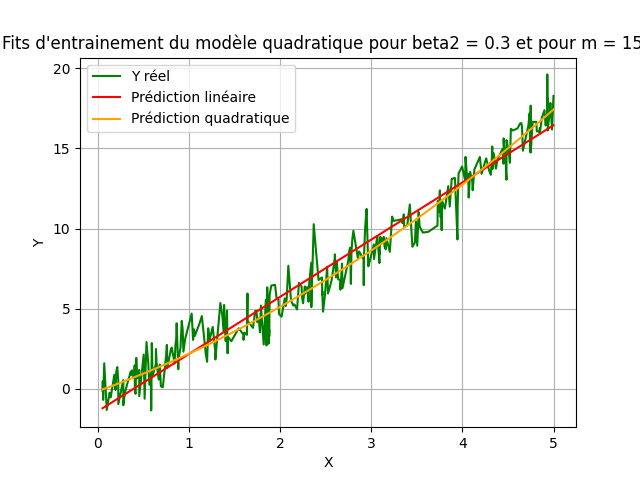 Fits d'entrainement du modèle quadratique pour beta2 = 0.3 et pour m = 15
Y réel
Prédiction linéaire
Prédiction quadratique
20
15
10
5
0
Y
0 1 2 3 4 5
X